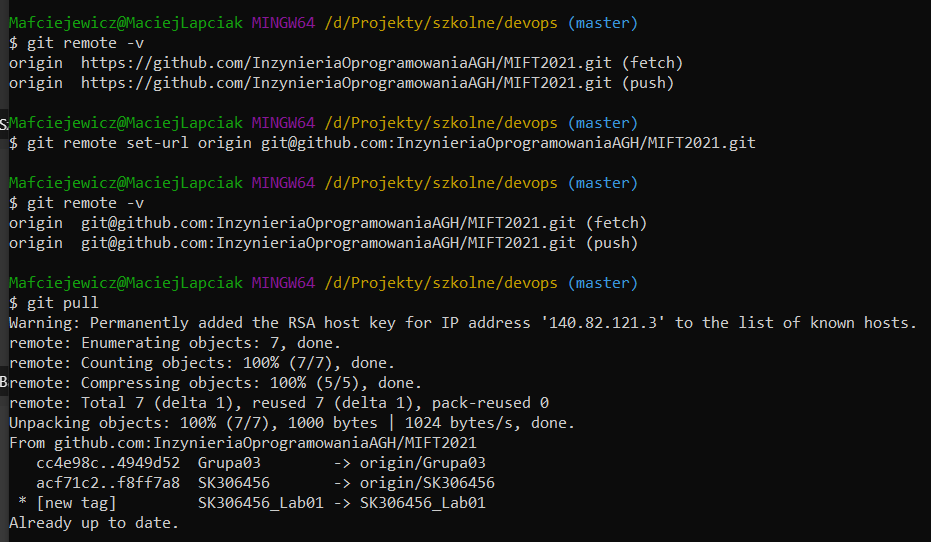 Mafciejewicz@MaciejLapciak MINGW64 /d/Projekty/szkolne/devops (master)
$ git remote -v
origin  https://github.com/InzynieriaOprogramowaniaAGH/MIFT2021.git (fetch)
origin  https://github.com/InzynieriaOprogramowaniaAGH/MIFT2021.git (push)
Mafciejewicz@MaciejLapciak MINGW64 /d/Projekty/szkolne/devops (master)
$ git remote set-url origin git@github.com:InzynieriaOprogramowaniaAGH/MIFT2021.git
Mafciejewicz@MaciejLapciak MINGW64 /d/Projekty/szkolne/devops (master)
$ git remote -v
origin  git@github.com:InzynieriaOprogramowaniaAGH/MIFT2021.git (fetch)
origin  git@github.com:InzynieriaOprogramowaniaAGH/MIFT2021.git (push)
Mafciejewicz@MaciejLapciak MINGW64 /d/Projekty/szkolne/devops (master)
$ git pull
Warning: Permanently added the RSA host key for IP address '140.82.121.3' to the list of known hosts.
remote: Enumerating objects: 7, done.
remote: Counting objects: 100% (7/7), done.
remote: Compressing objects: 100% (5/5), done.
remote: Total 7 (delta 1), reused 7 (delta 1), pack-reused 0
Unpacking objects: 100% (7/7), 1000 bytes | 1024 bytes/s, done.
From github.com:InzynieriaOprogramowaniaAGH/MIFT2021
   cc4e98c..4949d52  Grupa03        -> origin/Grupa03
   acf71c2..f8ff7a8  SK306456       -> origin/SK306456
 * [new tag]         SK306456_Lab01 -> SK306456_Lab01
Already up to date.